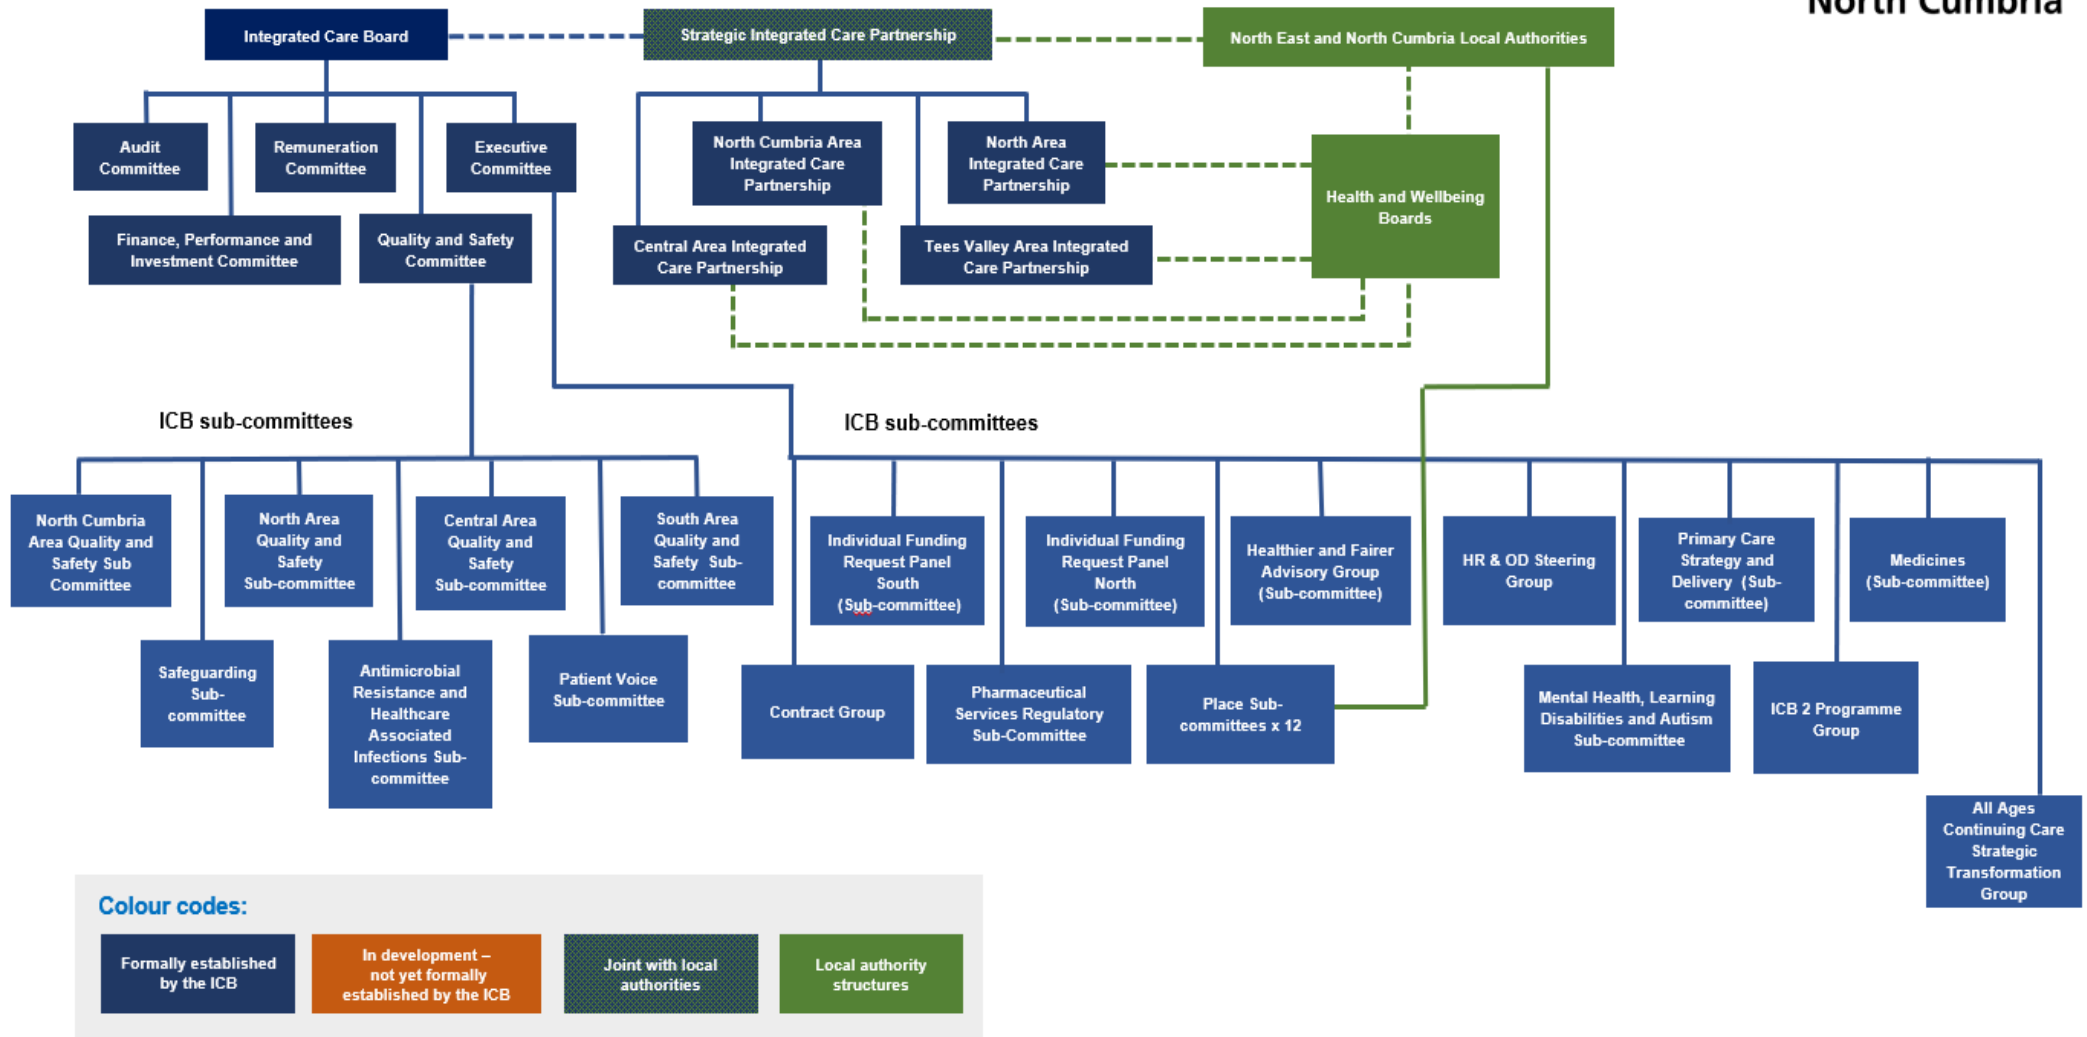 North Cumbria
Integrated Care Board
Strategic Integrated Care Partnership
North East and North Cumbria Local Authorities
Audit
Committee
Remuneration
Committee
Executive
Committee
North Cumbria Area
Integrated Care
Partnership
North Area
Integrated Care
Partnership
Health and Wellbeing
Boards
Finance, Performance and
Investment Committee
Quality and Safety
Committee
Central Area Integrated
Care Partnership
Tees Valley Area Integrated
Care Partnership
ICB sub-committees
ICB sub-committees
North Cumbria
Area Quality and
Safety Sub
Committee
North Area
Quality and
Safety
Sub-committee
Central Area
Quality and
Safety
Sub-committee
South Area
Quality and
Safety Sub-
committee
Individual Funding
Request Panel
South
(Sub-committee)
Individual Funding
Request Panel
North
(Sub-committee)
Healthier and Fairer
Advisory Group
(Sub-committee)
HR & OD Steering
Group
Primary Care
Strategy and
Delivery (Sub-
committee)
Medicines
(Sub-committee)
Safeguarding
Sub-
committee
Antimicrobial
Resistance and
Healthcare
Associated
Infections Sub-
committee
Patient Voice
Sub-committee
Contract Group
Pharmaceutical
Services Regulatory
Sub-Committee
Place Sub-
committees x 12
Mental Health, Learning
Disabilities and Autism
Sub-committee
ICB 2 Programme
Group
All Ages
Continuing Care
Strategic
Transformation
Group
Colour codes:
Formally established
by the ICB
In development –
not yet formally
established by the ICB
Joint with local
authorities
Local authority
structures